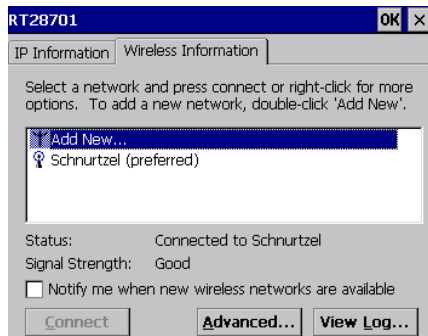 RT28701 OK ×
IP Information Wireless Information
Select a network and press connect or right-click for more
options. To add a new network, double-click 'Add New'.
Add New...
Schnurtzel (preferred)
Status: Connected to Schnurtzel
Signal Strength: Good
Notify me when new wireless networks are available
Connect Advanced... View Log...